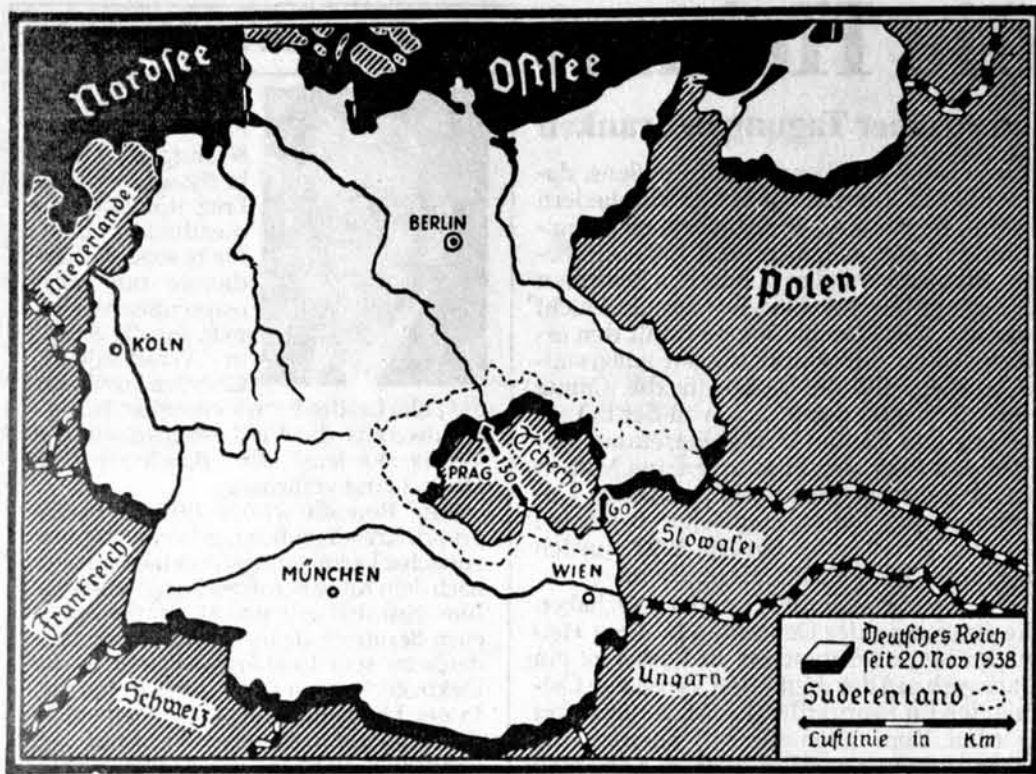 Nordsee
Ostsee
Niederlande
BERLIN
Polen
KÖLN
Tschecho
PRAG
150
60
Slowakei
Frankreich
MÜNCHEN
WIEN
Ungarn
Schweiz
Deutsches Reich
seit 20. Nov 1938
Sudetenland
Luftlinie in Km